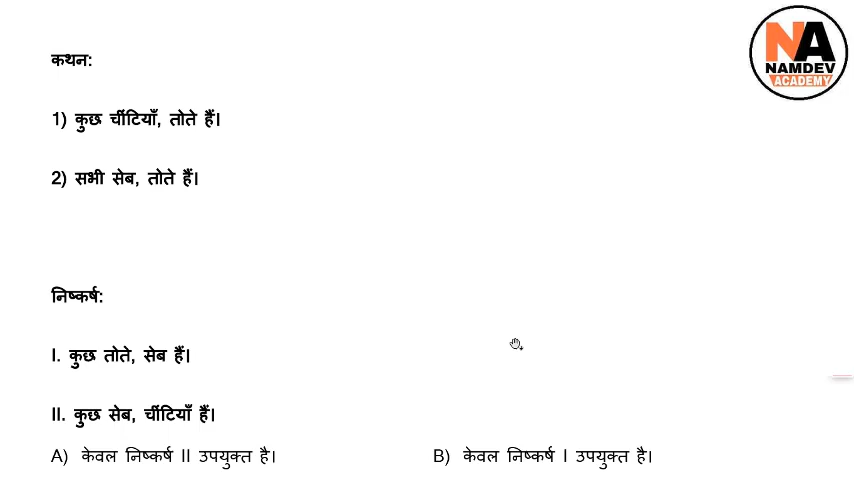 NA
NAMDEV
ACADEMY
कथन:
1) कुछ चींटियाँ, तोते हैं।
2) सभी सेब, तोते हैं।
निष्कर्ष:
I. कुछ तोते, सेब हैं।
II. कुछ सेब, चींटियाँ हैं।
A) केवल निष्कर्ष II उपयुक्त है। B) केवल निष्कर्ष I उपयुक्त है।